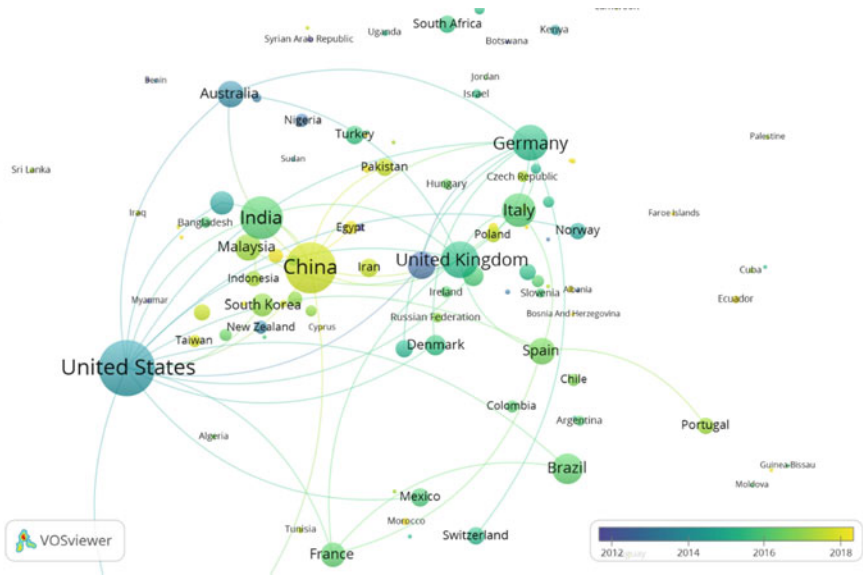 South Africa
Uganda
Kenya
Syrian Arab Republic
Botswana
Jordan
Benin
Australia
Israel
Nigeria
Turkey
Germany
Palestine
Sudan
Pakistan
Sri Lanka
Czech Republic
Hungary
Iraq
India
Italy
Faroe Islands
Bangladesh
Egypt
Norway
Poland
Malaysia
China
Iran
United Kingdom
Cuba
Indonesia
Ireland
Slovenia
Albania
Myanmar
South Korea
Ecuador
Bosnia And Herzegovina
Russian Federation
New Zealand
Cyprus
Taiwan
Denmark
Spain
United States
Chile
Colombia
Argentina
Portugal
Algeria
Brazil
Guinea-Bissau
Moldova
Mexico
Tunisia
Morocco
Switzerland
France
VOSviewer
2012 2014 2016 2018